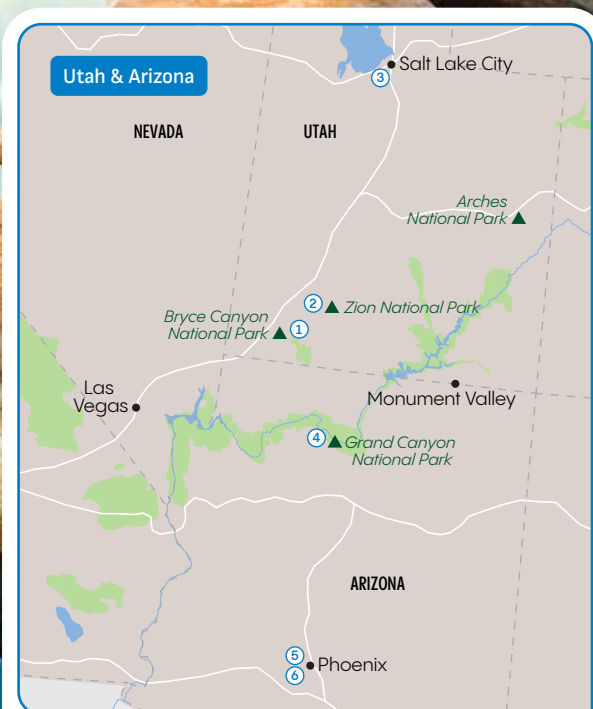 Utah & Arizona
Salt Lake City
3
NEVADA
UTAH
Arches
National Park
2
Zion National Park
Bryce Canyon
National Park
1
Las
Vegas
Monument Valley
4
Grand Canyon
National Park
ARIZONA
5
Phoenix
6